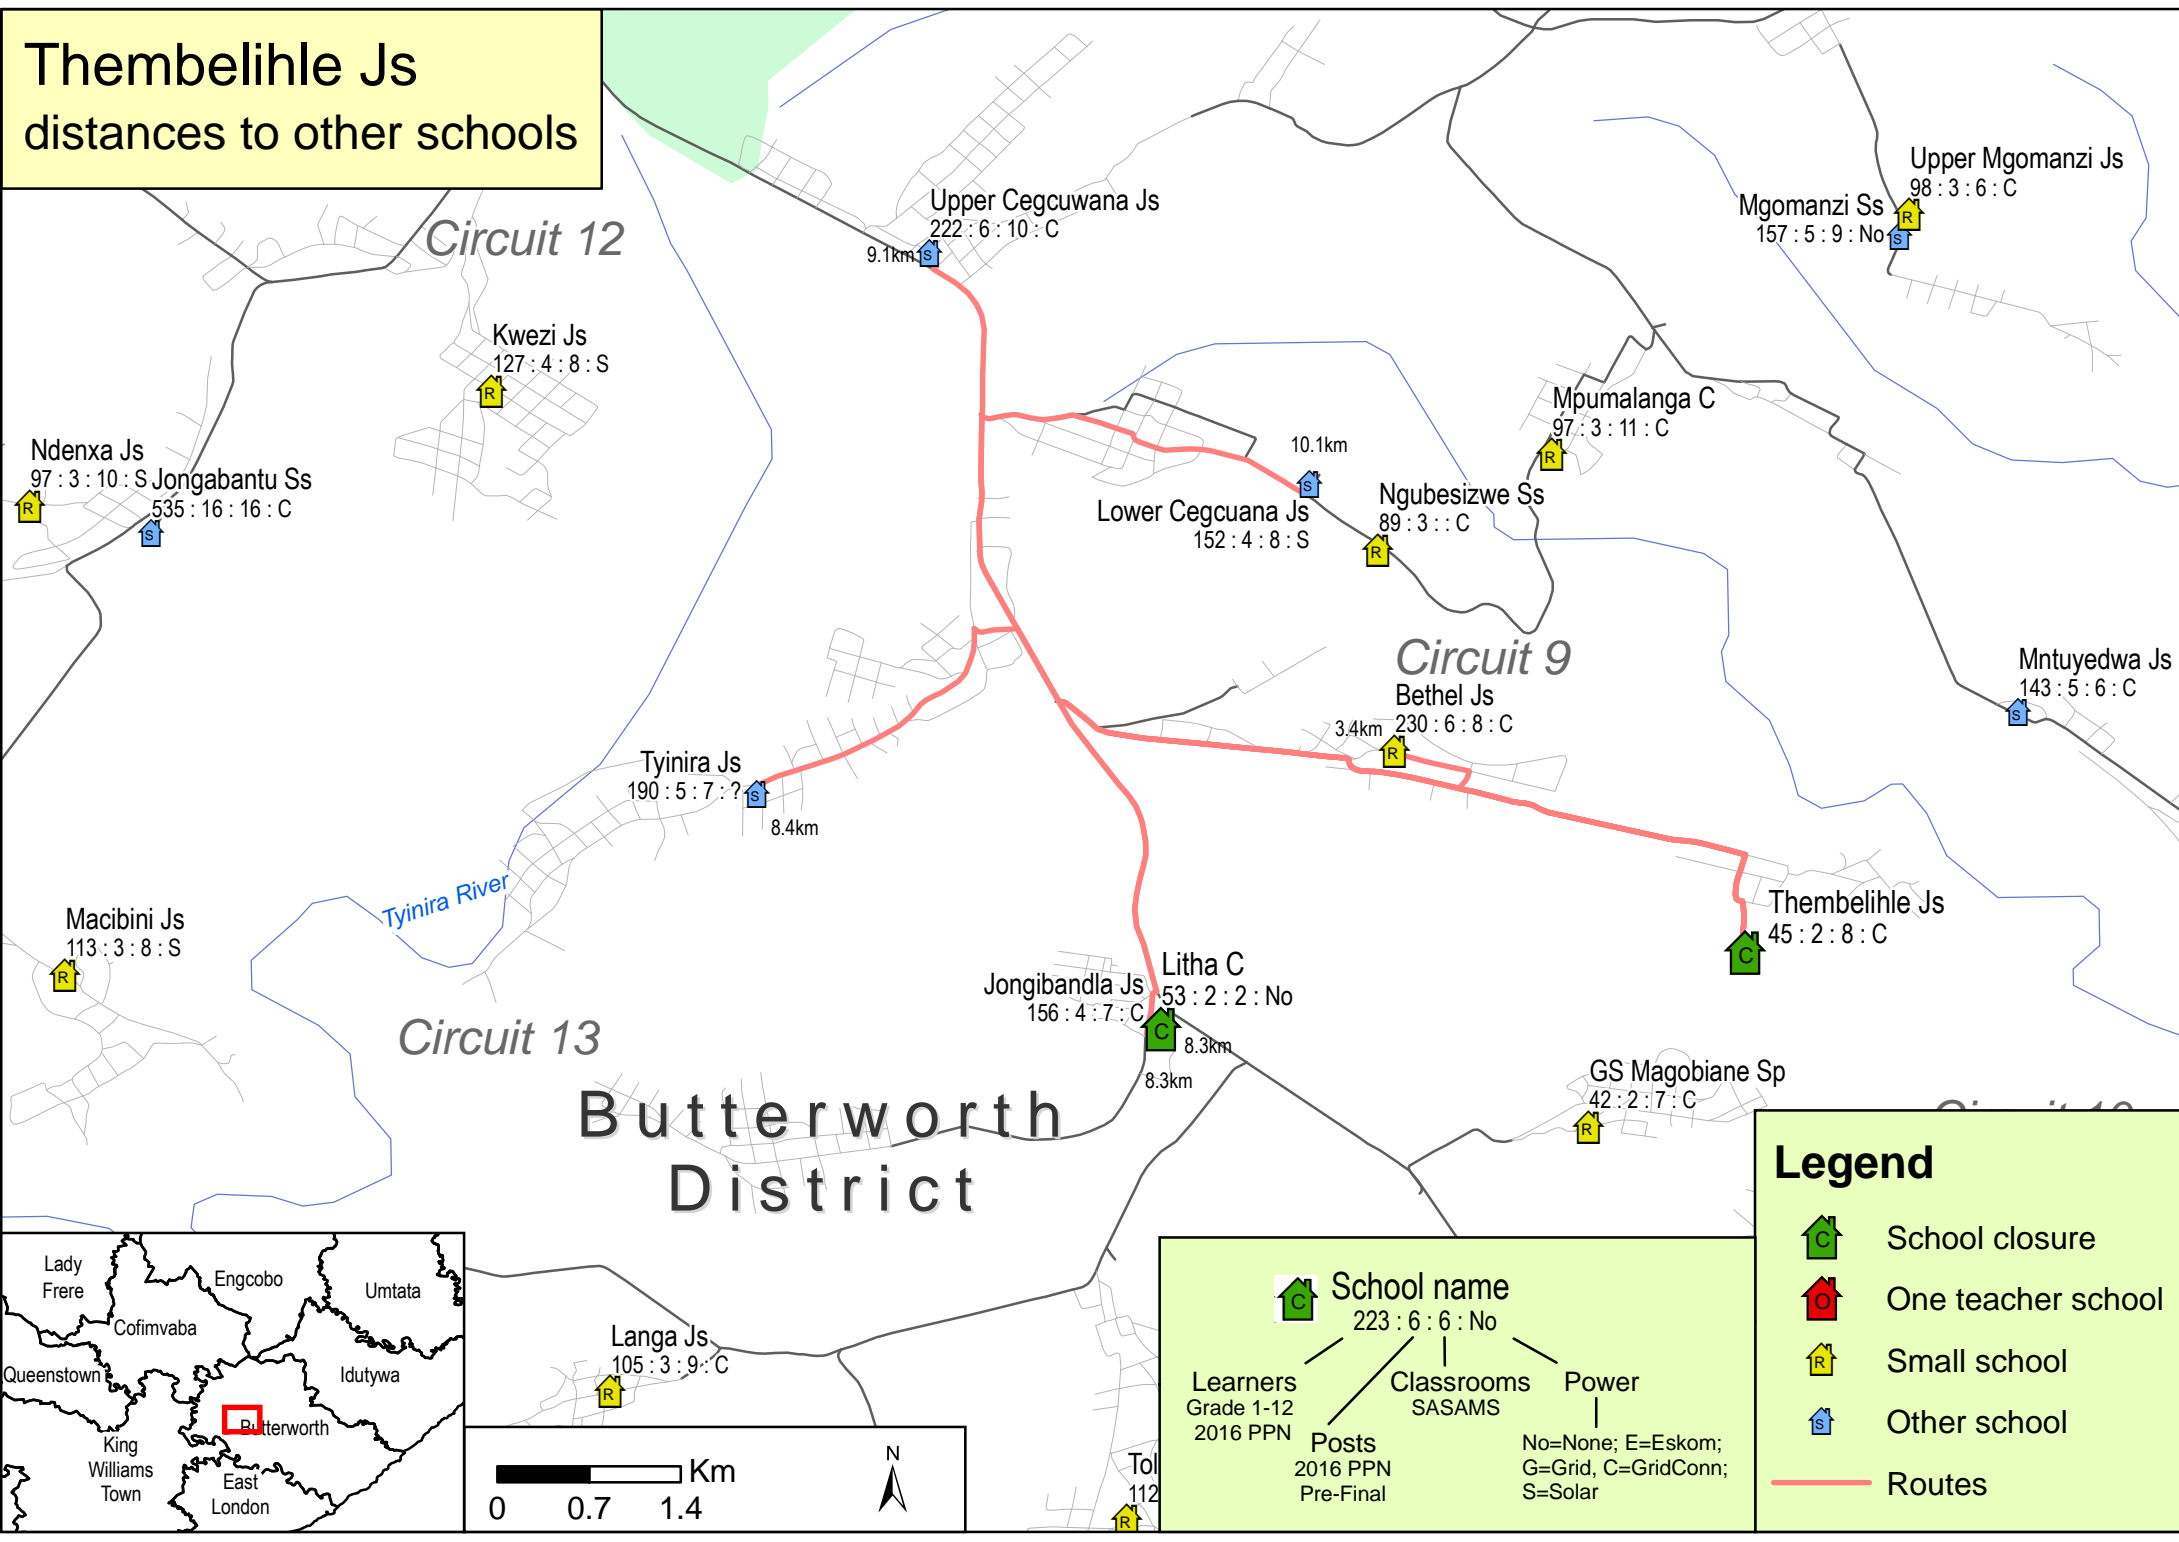 Thembelihle Js
distances to other schools
Circuit 12
Upper Cegcuwana Js
222 : 6 : 10 : C
9.1km
S
Upper Mgomanzi Js
98 : 3 : 6 : C
R
Mgomanzi Ss
157 : 5 : 9 : No
S
Kwezi Js
127 : 4 : 8 : S
R
Mpumalanga C
97 : 3 : 11 : C
R
Ndenxa Js
97 : 3 : 10 : S
R
Jongabantu Ss
535 : 16 : 16 : C
S
10.1km
S
Lower Cegcuana Js
152 : 4 : 8 : S
Ngubesizwe Ss
89 : 3 : : C
R
Circuit 9
Bethel Js
230 : 6 : 8 : C
3.4km
R
Mntuyedwa Js
143 : 5 : 6 : C
S
Tyinira Js
190 : 5 : 7 : ?
S
8.4km
Tyinira River
Thembelihle Js
45 : 2 : 8 : C
C
Macibini Js
113 : 3 : 8 : S
R
Circuit 13
Jongibandla Js
156 : 4 : 7 : C
Litha C
53 : 2 : 2 : No
C
8.3km
8.3km
GS Magobiane Sp
42 : 2 : 7 : C
R
Butterworth
District
Langa Js
105 : 3 : 9 : C
R
Tol
112
R
Lady
Frere
Engcobo
Umtata
Cofimvaba
Queenstown
Idutywa
Butterworth
King
Williams
Town
East
London
Km
0 0.7 1.4
N
C
School name
223 : 6 : 6 : No
Learners
Grade 1-12
2016 PPN
Posts
2016 PPN
Pre-Final
Classrooms
SASAMS
Power
No=None; E=Eskom;
G=Grid, C=GridConn;
S=Solar
Legend
C School closure
O One teacher school
R Small school
S Other school
Routes